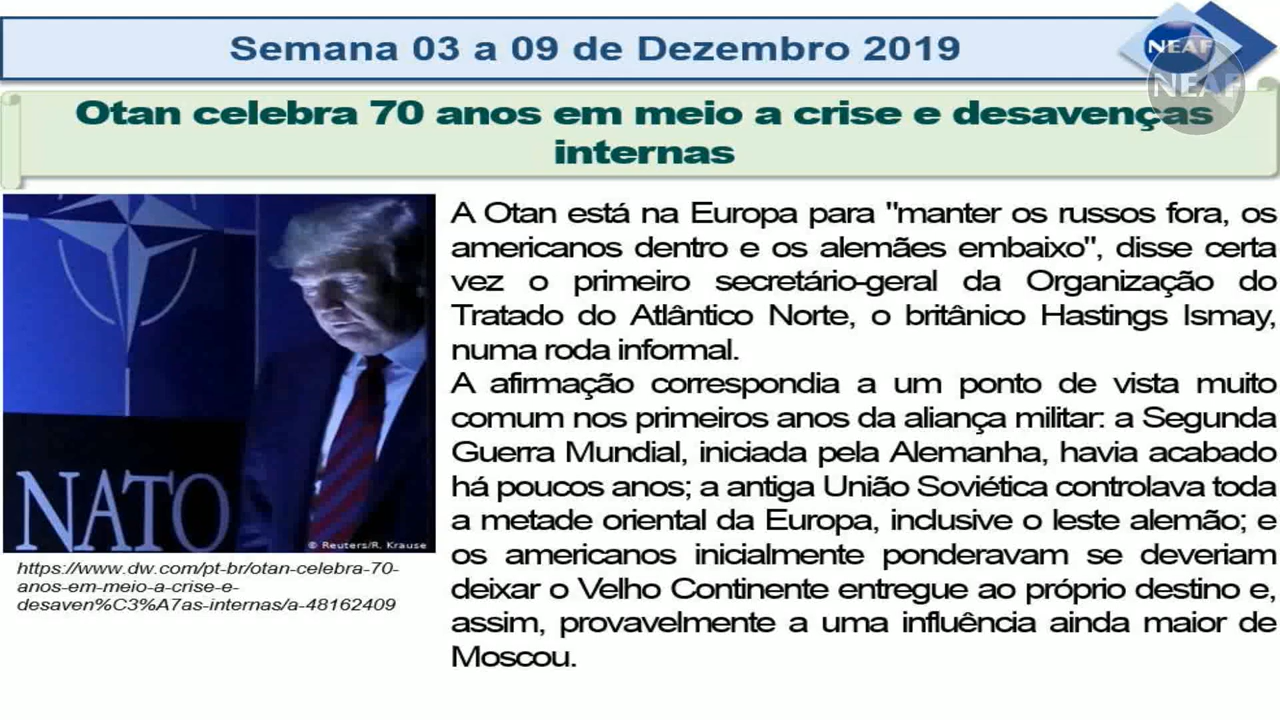 Semana 03 a 09 de Dezembro 2019
NEAF
NEAF
Otan celebra 70 anos em meio a crise e desavenças
internas
A Otan está na Europa para "manter os russos fora, os
americanos dentro e os alemães embaixo", disse certa
vez o primeiro secretário-geral da Organização do
Tratado do Atlântico Norte, o britânico Hastings Ismay,
numa roda informal.
A afirmação correspondia a um ponto de vista muito
comum nos primeiros anos da aliança militar: a Segunda
Guerra Mundial, iniciada pela Alemanha, havia acabado
há poucos anos; a antiga União Soviética controlava toda
a metade oriental da Europa, inclusive o leste alemão; e
os americanos inicialmente ponderavam se deveriam
deixar o Velho Continente entregue ao próprio destino e,
assim, provavelmente a uma influência ainda maior de
Moscou.
NATO
© Reuters/R. Krause
https://www.dw.com/pt-br/otan-celebra-70-
anos-em-meio-a-crise-e-
desaven%C3%A7as-internas/a-48162409